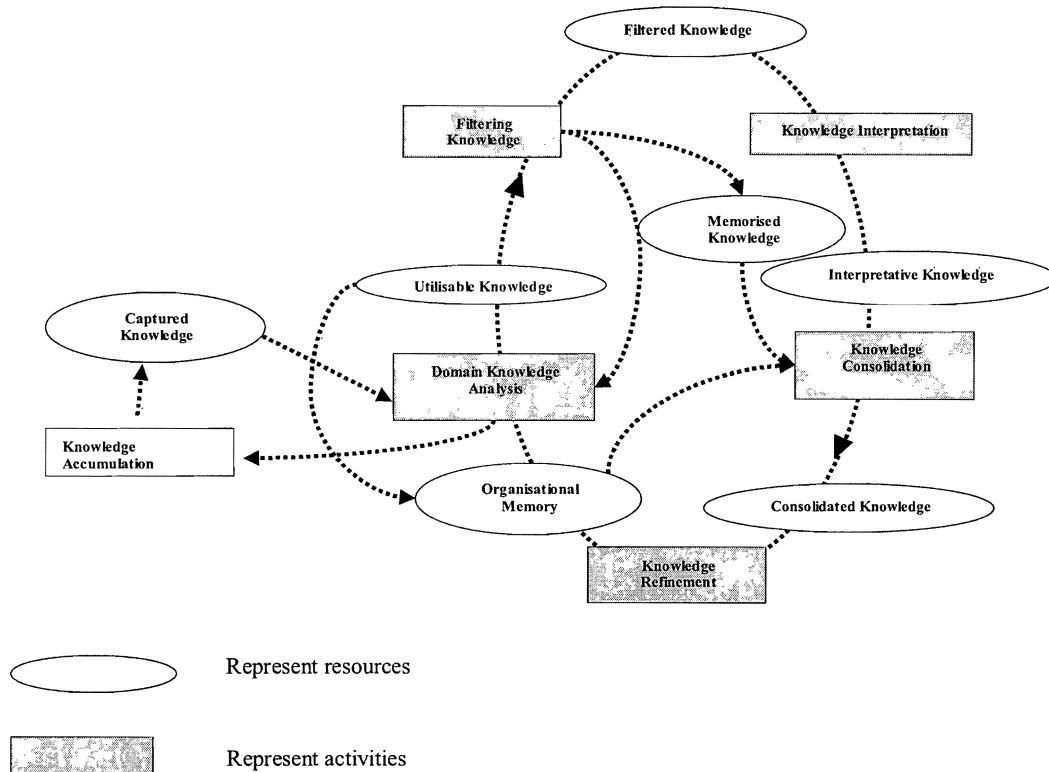 Filtered Knowledge
Filtering
Knowledge
Knowledge Interpretation
Memorised
Knowledge
Interpretative Knowledge
Utilisable Knowledge
Captured
Knowledge
Domain Knowledge
Analysis
Knowledge
Consolidation
Knowledge
Accumulation
Organisational
Memory
Consolidated Knowledge
Knowledge
Refinement
Represent resources
Represent activities